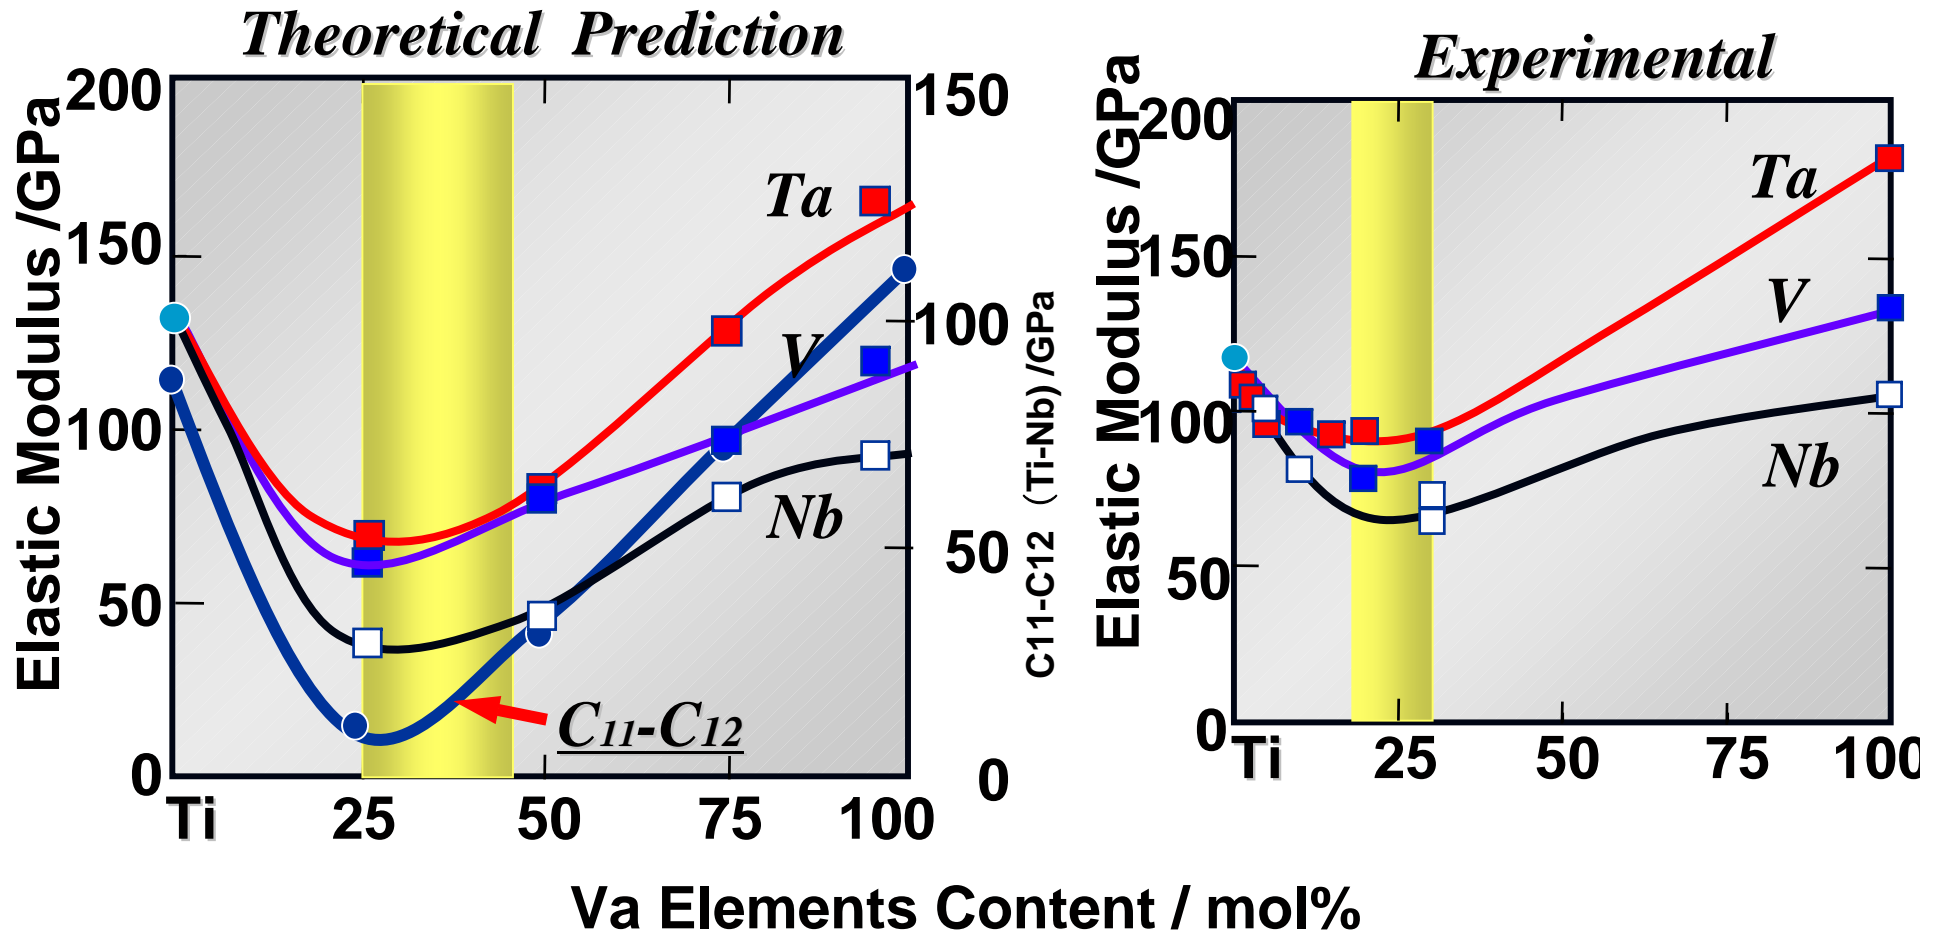 Theoretical Prediction
Elastic Modulus /GPa
200
150
100
50
0
Ta
V
Nb
C11-C12
150
100
50
0
C11-C12 (Ti-Nb) /GPa
Ti 25 50 75 100
Experimental
Elastic Modulus /GPa
200
150
100
50
0
Ta
V
Nb
Ti 25 50 75 100
Va Elements Content / mol%